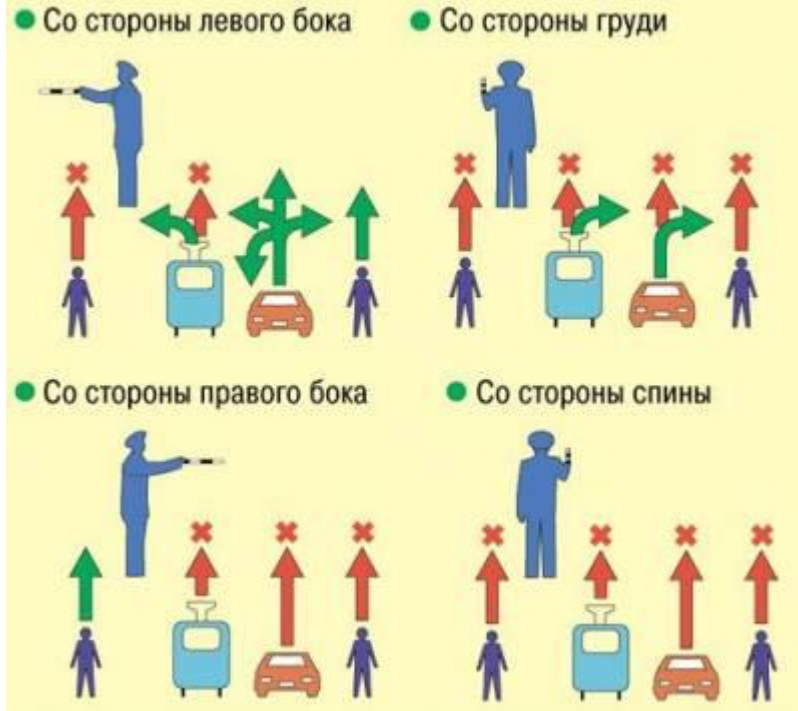 Со стороны левого бока
Со стороны груди
Со стороны правого бока
Со стороны спины